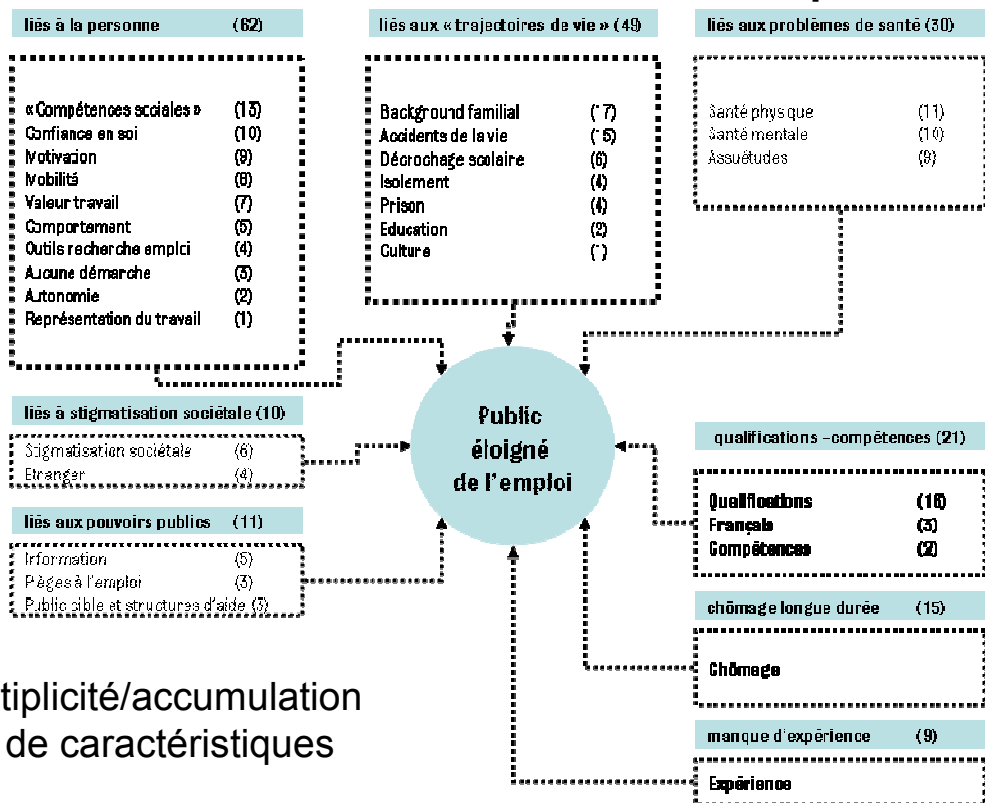 liés à la personne (62)
« Compétences sociales » (13)
Confiance en soi (10)
Motivation (9)
Mobilité (8)
Valeur travail (7)
Comportement (5)
Outils recherche emploi (4)
Aucune démarche (3)
Autonomie (2)
Représentation du travail (1)
liés aux « trajectoires de vie » (49)
Background familial (17)
Accidents de la vie (15)
Décrochage scolaire (6)
Isolement (4)
Prison (4)
Education (2)
Culture (1)
liés aux problèmes de santé (30)
Santé physique (11)
Santé mentale (10)
Assuétudes (9)
liés à stigmatisation sociétale (10)
Stigmatisation sociétale (6)
Etranger (4)
liés aux pouvoirs publics (11)
Information (5)
Pièges à l'emploi (3)
Public cible et structures d'aide (3)
Public
éloigné
de l'emploi
qualifications –compétences (21)
Qualifications (16)
Français (3)
Compétences (2)
chômage longue durée (15)
Chômage
manque d'expérience (9)
Expérience
tiplicité/accumulation
de caractéristiques